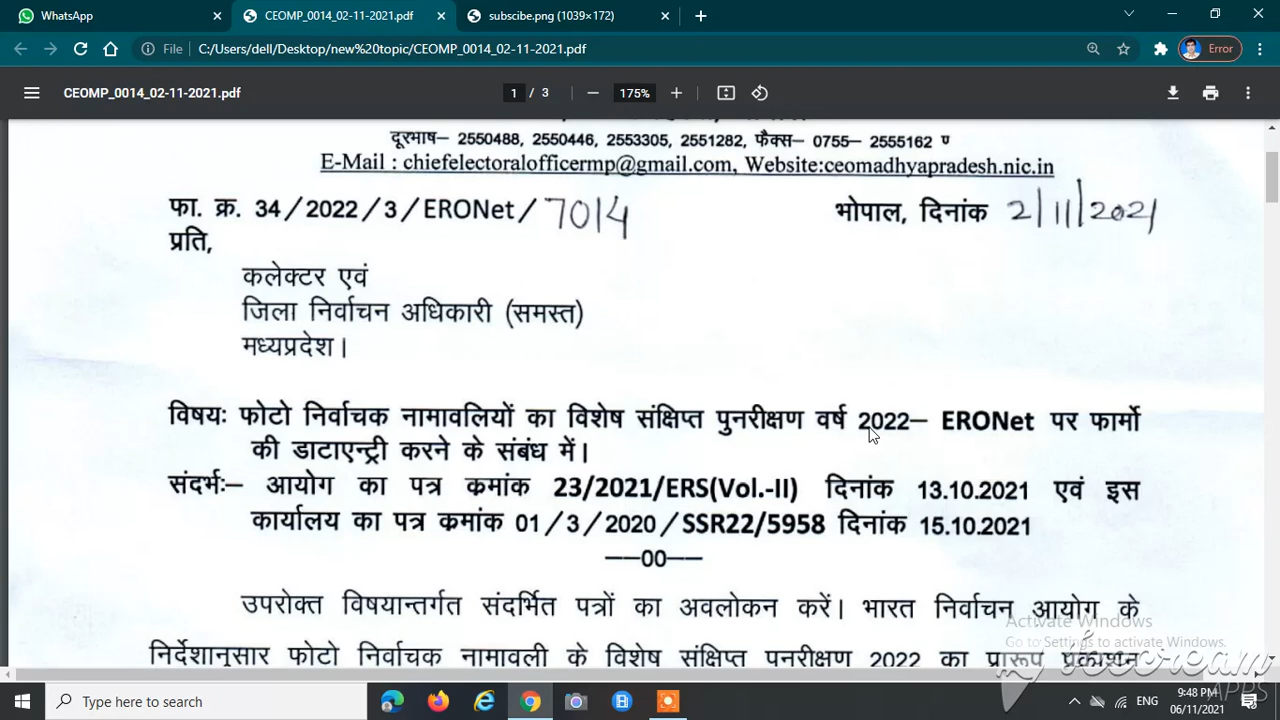 WhatsApp
CEOMP_0014_02-11-2021.pdf
subscibe.png (1039×172)
File
C:/Users/dell/Desktop/new%20topic/CEOMP_0014_02-11-2021.pdf
Error
CEOMP_0014_02-11-2021.pdf
1 / 3
175%
दूरभाष– 2550488, 2550446, 2553305, 2551282, फैक्स– 0755– 2555162
E-Mail : chiefelectoralofficermp@gmail.com, Website:ceomadhyapradesh.nic.in
फा. क्र. 34/2022/3/ERONet/ 7014 भोपाल, दिनांक 2/11/2021
प्रति,
कलेक्टर एवं
जिला निर्वाचन अधिकारी (समस्त)
मध्यप्रदेश।
विषयः फोटो निर्वाचक नामावलियों का विशेष संक्षिप्त पुनरीक्षण वर्ष 2022– ERONet पर फार्मो
की डाटाएन्ट्री करने के संबंध में।
संदर्भः– आयोग का पत्र कमांक 23/2021/ERS(Vol.-II) दिनांक 13.10.2021 एवं इस
कार्यालय का पत्र कमांक 01/3/2020/SSR22/5958 दिनांक 15.10.2021
––00––
उपरोक्त विषयान्तर्गत संदर्भित पत्रों का अवलोकन करें। भारत निर्वाचन आयोग के
निर्देशानुसार फोटो निर्वाचक नामावली के विशेष संक्षिप्त पुनरीक्षण 2022 का प्रारूप प्रकाशन
Activate Windows
Go to Settings to activate Windows.
icecream
APPS
Type here to search
ENG
9:48 PM
06/11/2021